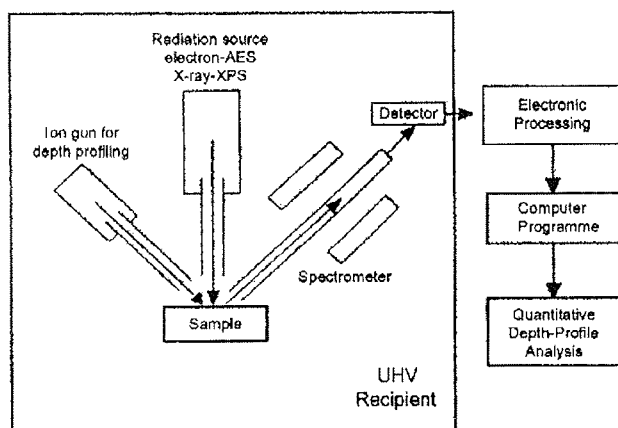 Radiation source
electron-AES
X-ray-XPS
Ion gun for
depth profiling
Detector
Electronic
Processing
Computer
Programme
Spectrometer
Sample
Quantitative
Depth-Profile
Analysis
UHV
Recipient